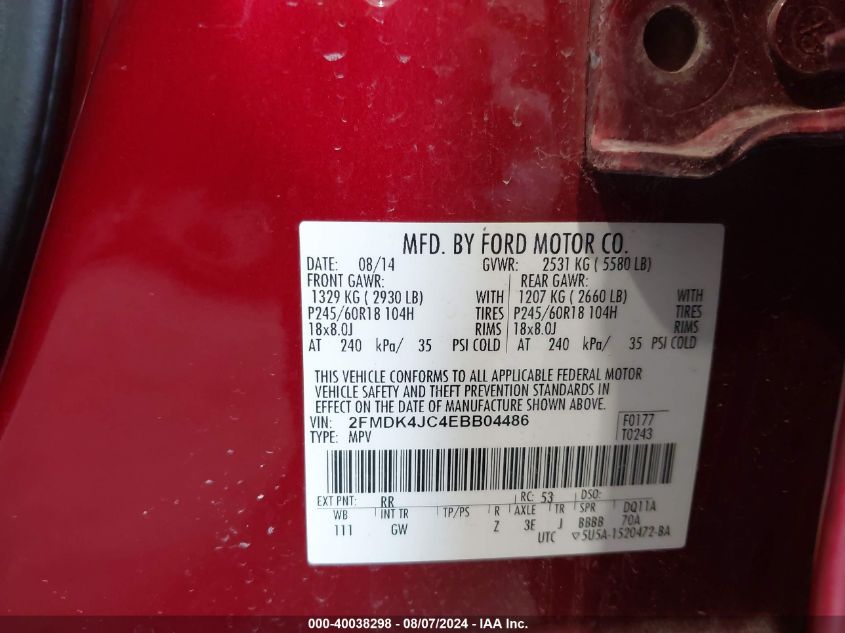 MFD. BY FORD MOTOR CO.
DATE: 08/14 GVWR: 2531 KG ( 5580 LB)
FRONT GAWR: REAR GAWR:
1329 KG ( 2930 LB) WITH 1207 KG ( 2660 LB) WITH
P245/60R18 104H TIRES P245/60R18 104H TIRES
18x8.0J RIMS 18x8.0J RIMS
AT 240 kPa/ 35 PSI COLD AT 240 kPa/ 35 PSI COLD
THIS VEHICLE CONFORMS TO ALL APPLICABLE FEDERAL MOTOR
VEHICLE SAFETY AND THEFT PREVENTION STANDARDS IN
EFFECT ON THE DATE OF MANUFACTURE SHOWN ABOVE.
VIN: 2FMDK4JC4EBB04486 F0177
TYPE: MPV T0243
EXT PNT: RR RC: 53 DSO:
WB INT TR TP/PS R AXLE TR SPR DQ11A
111 GW Z 3E J BBBB 70A
UTC ▽5U5A-1520472-BA
000-40038298 - 08/07/2024 - IAA Inc.